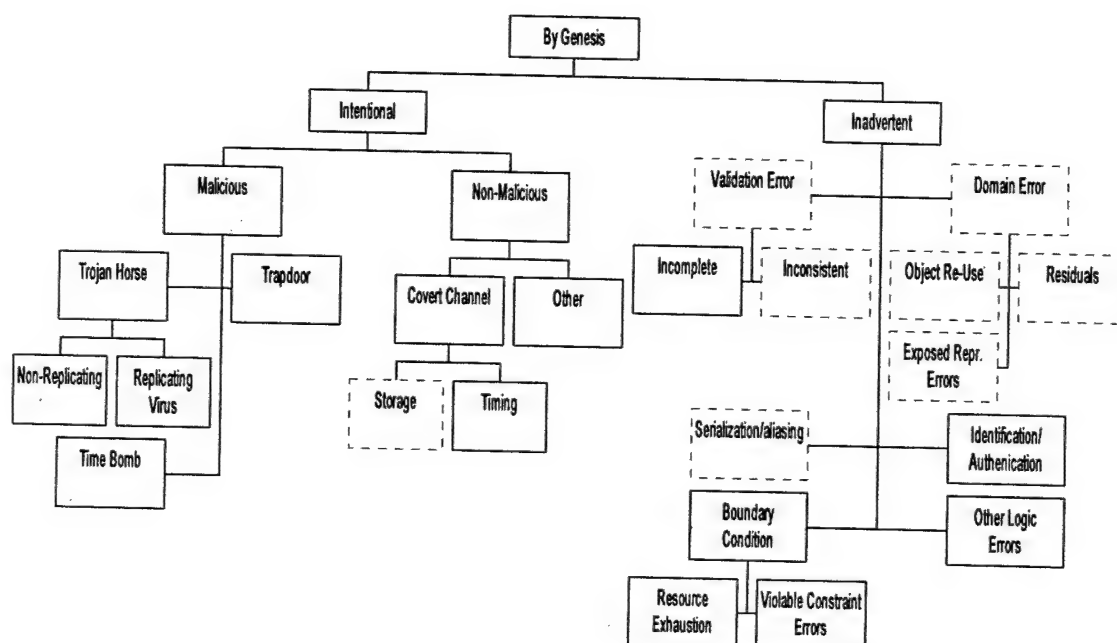 By Genesis
Intentional
Inadvertent
Malicious
Non-Malicious
Validation Error
Domain Error
Trojan Horse
Trapdoor
Covert Channel
Other
Incomplete
Inconsistent
Object Re-Use
Residuals
Non-Replicating
Replicating
Virus
Storage
Timing
Exposed Repr.
Errors
Time Bomb
Serialization/aliasing
Identification/
Authenication
Boundary
Condition
Other Logic
Errors
Resource
Exhaustion
Violable Constraint
Errors